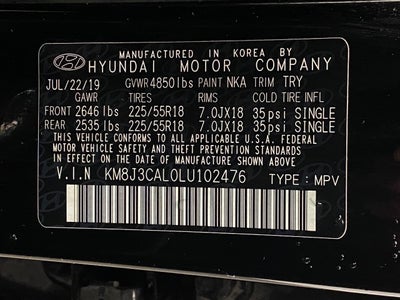 MANUFACTURED IN KOREA BY
HYUNDAI MOTOR COMPANY
JUL/22/19 GVWR 4850lbs PAINT NKA TRIM TRY
GAWR TIRES RIMS COLD TIRE INFL
FRONT 2646lbs 225/55R18 7.0JX18 35psi SINGLE
REAR 2535lbs 225/55R18 7.0JX18 35psi SINGLE
THIS VEHICLE CONFORMS TO ALL APPLICABLE U.S.A. FEDERAL
MOTOR VEHICLE SAFETY AND THEFT PREVENTION STANDARDS
IN EFFECT ON THE DATE OF MANUFACTURE SHOWN ABOVE.
V.I.N KM8J3CAL0LU102476 TYPE : MPV